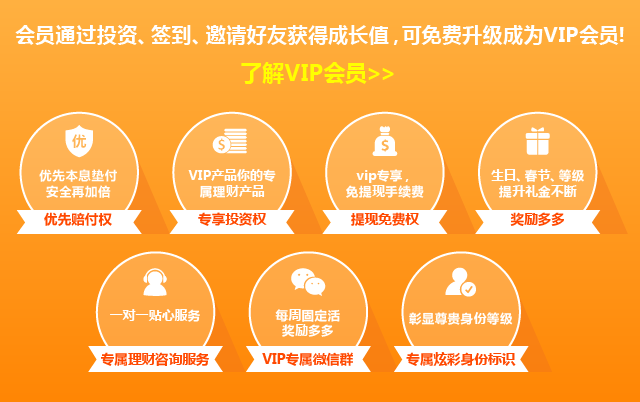 会员通过投资、签到、邀请好友获得成长值,可免费升级成为VIP会员!
了解VIP会员>>
优
优先本息垫付
安全再加倍
优先赔付权
$
VIP产品你的专
属理财产品
专享投资权
$
vip专享,
免提现手续费
提现免费权
生日、春节、等级
提升礼金不断
奖励多多
一对一贴心服务
专属理财咨询服务
每周固定活
奖励多多
VIP专属微信群
彰显尊贵身份等级
专属炫彩身份标识